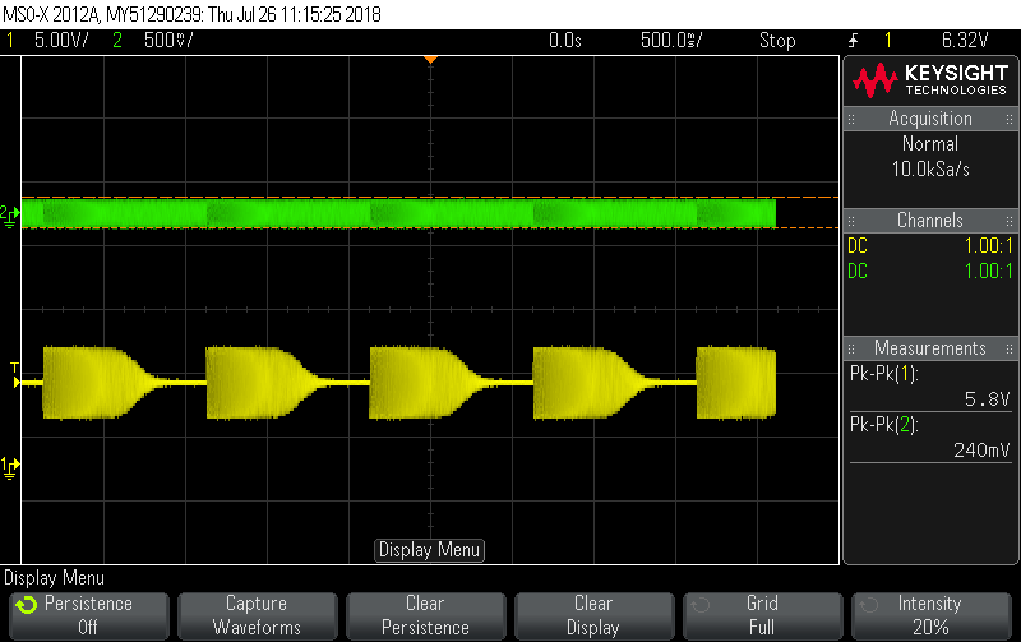 MSO-X 2012A, MY51290239: Thu Jul 26 11:15:25 2018
1 5.00V/ 2 500mV/ 0.0s 500.0ms/ Stop 1 6.32V
KEYSIGHT
TECHNOLOGIES
Acquisition
Normal
10.0kSa/s
Channels
DC 1.00:1
DC 1.00:1
Measurements
Pk-Pk(1):
5.8V
Pk-Pk(2):
240mV
2
T
1
Display Menu
Display Menu
Persistence
Off
Capture
Waveforms
Clear
Persistence
Clear
Display
Grid
Full
Intensity
20%